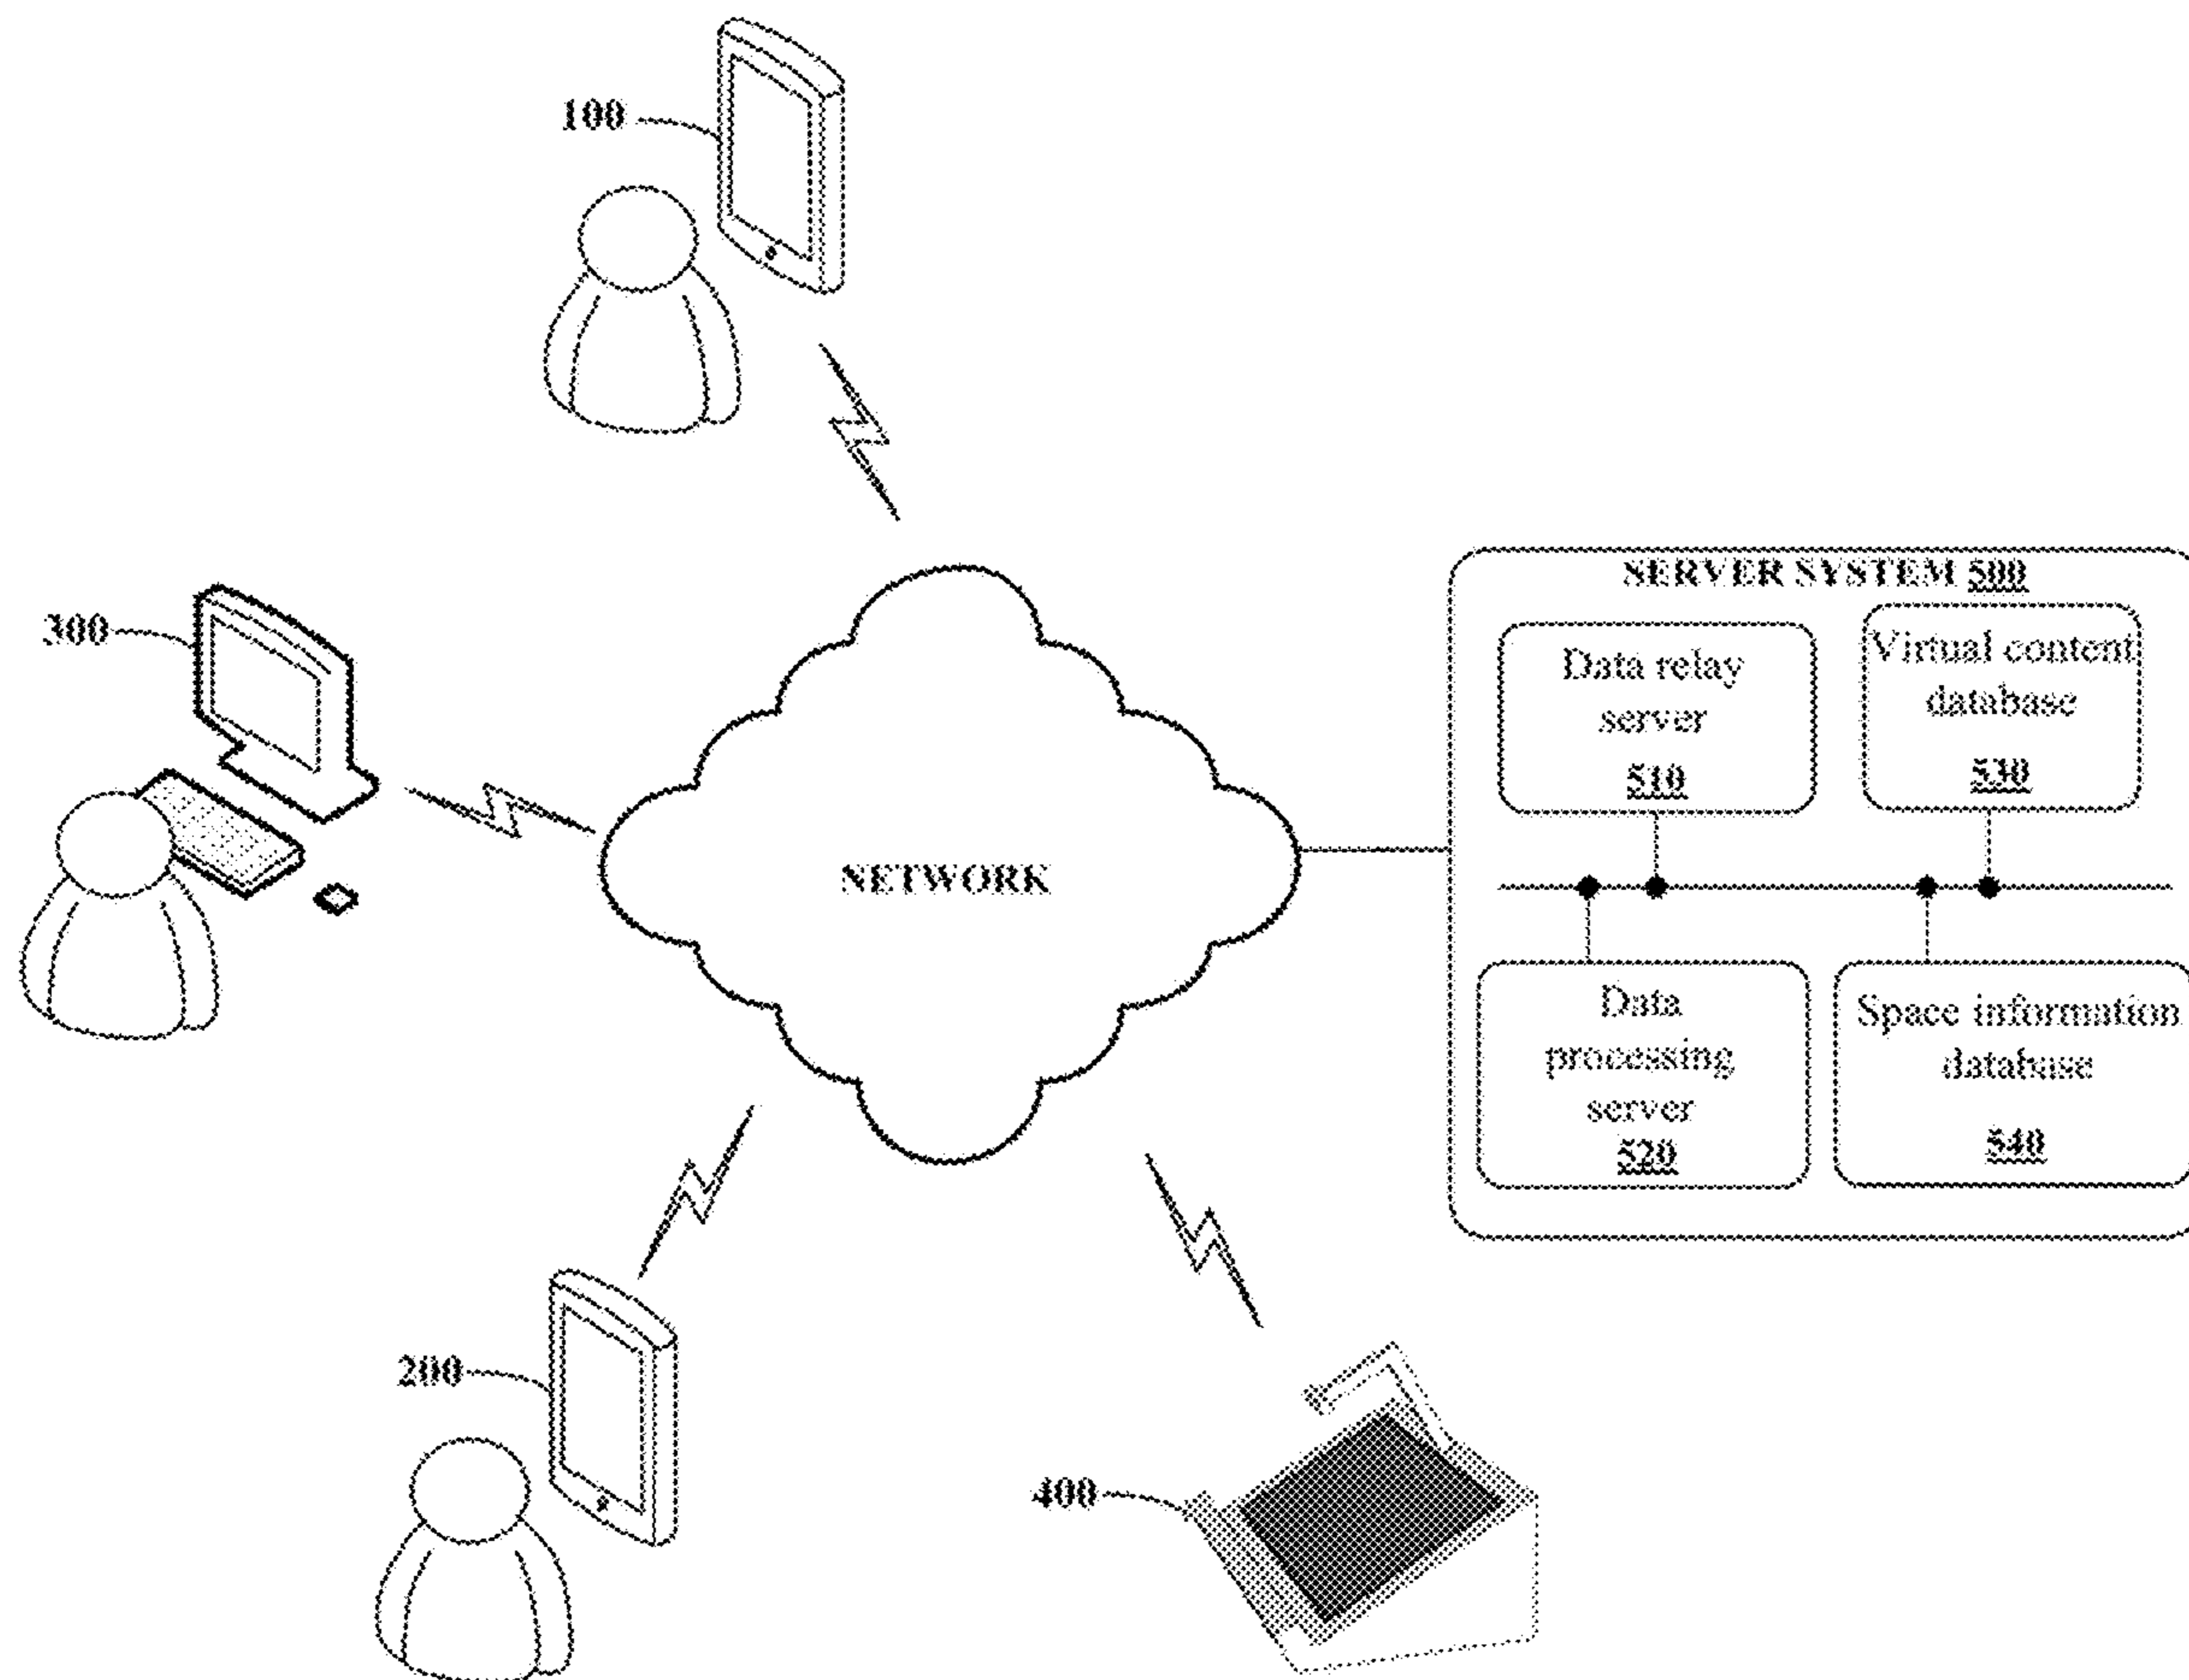 100
300
SERVER SYSTEM 500
Data relay
server
510
Virtual content
database
530
NETWORK
Data
processing
server
520
Space information
database
540
200
400